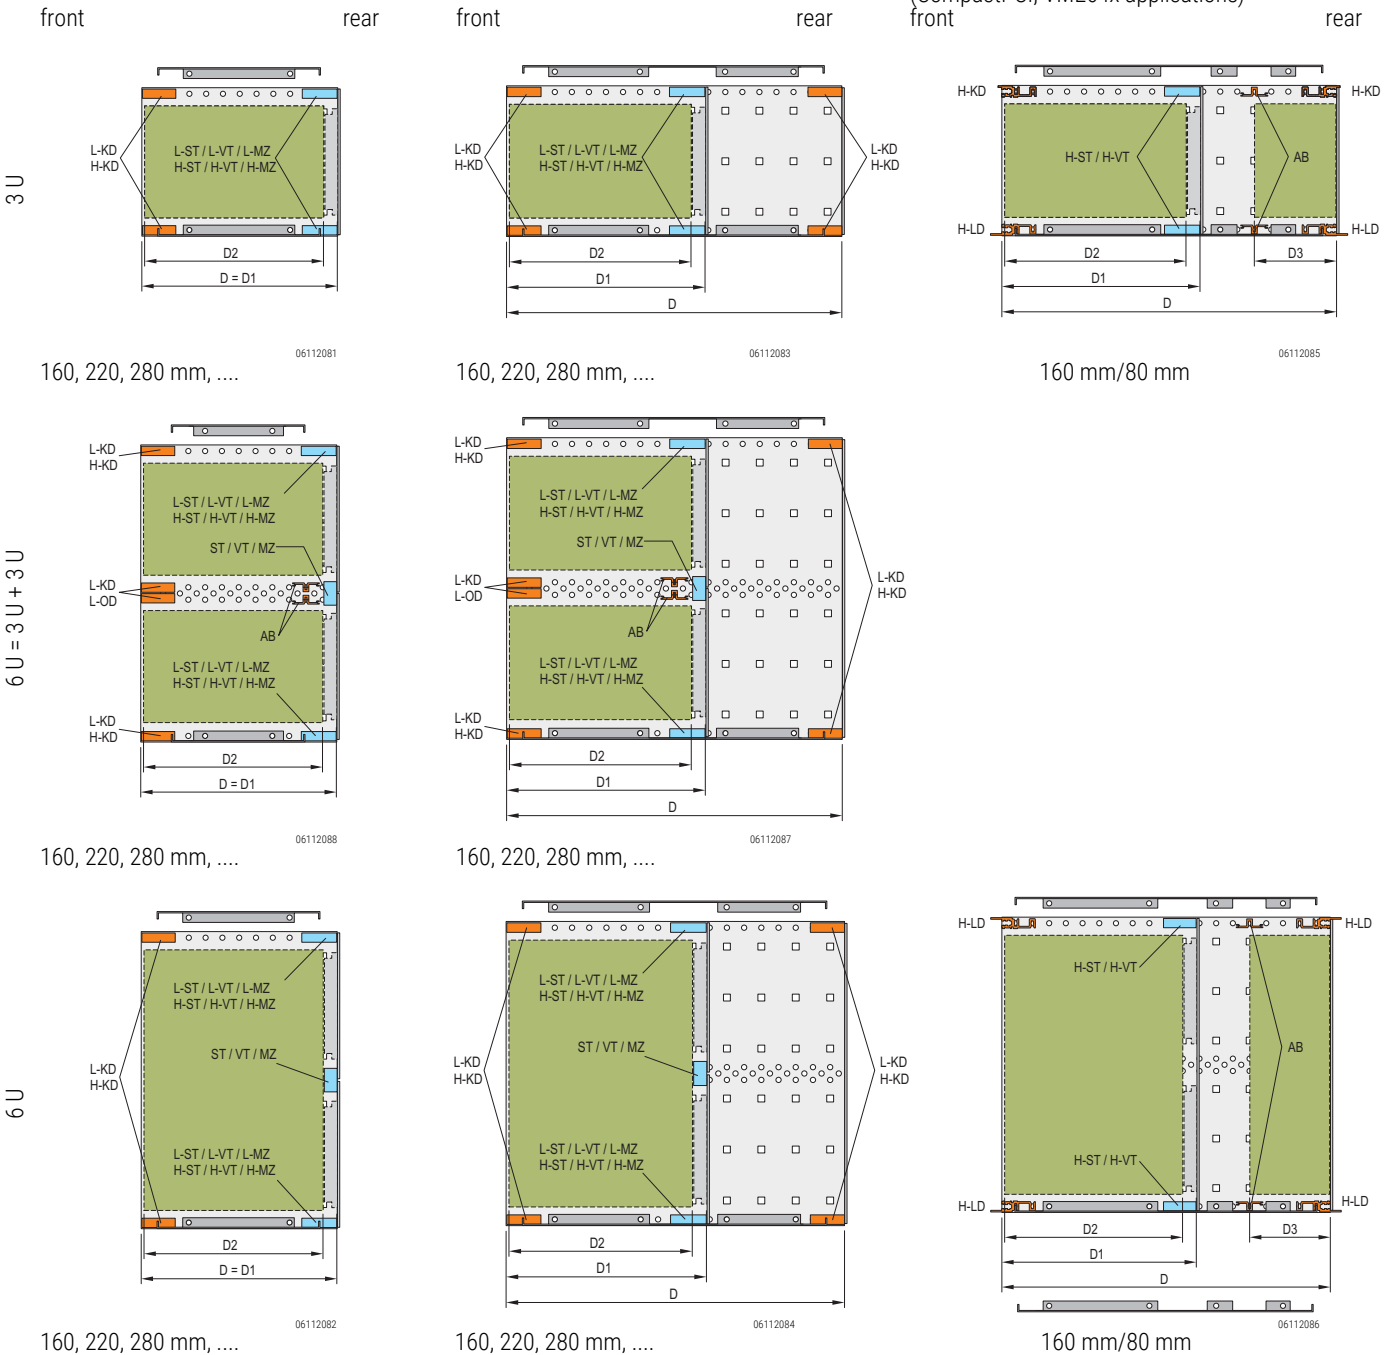 (CompactPCI, VME64x applications)
front rear front rear front rear
3 U
L-KD
H-KD
L-ST / L-VT / L-MZ
H-ST / H-VT / H-MZ
D2
D = D1
06112081
160, 220, 280 mm, ....
L-KD
H-KD
L-ST / L-VT / L-MZ
H-ST / H-VT / H-MZ
L-KD
H-KD
D2
D1
D
06112083
160, 220, 280 mm, ....
H-KD
H-KD
H-ST / H-VT
AB
H-LD
H-LD
D2
D3
D1
D
06112085
160 mm/80 mm
6 U = 3 U + 3 U
L-KD
H-KD
L-ST / L-VT / L-MZ
H-ST / H-VT / H-MZ
ST / VT / MZ
L-KD
L-OD
AB
L-ST / L-VT / L-MZ
H-ST / H-VT / H-MZ
L-KD
H-KD
D2
D = D1
06112088
160, 220, 280 mm, ....
L-KD
H-KD
L-ST / L-VT / L-MZ
H-ST / H-VT / H-MZ
ST / VT / MZ
L-KD
L-OD
L-KD
H-KD
AB
L-ST / L-VT / L-MZ
H-ST / H-VT / H-MZ
L-KD
H-KD
D2
D1
D
06112087
160, 220, 280 mm, ....
6 U
L-ST / L-VT / L-MZ
H-ST / H-VT / H-MZ
ST / VT / MZ
L-KD
H-KD
L-ST / L-VT / L-MZ
H-ST / H-VT / H-MZ
D2
D = D1
06112082
160, 220, 280 mm, ....
L-ST / L-VT / L-MZ
H-ST / H-VT / H-MZ
ST / VT / MZ
L-KD
H-KD
L-KD
H-KD
L-ST / L-VT / L-MZ
H-ST / H-VT / H-MZ
D2
D1
D
06112084
160, 220, 280 mm, ....
H-LD
H-LD
H-ST / H-VT
AB
H-ST / H-VT
H-LD
H-LD
D2
D3
D1
D
06112086
160 mm/80 mm